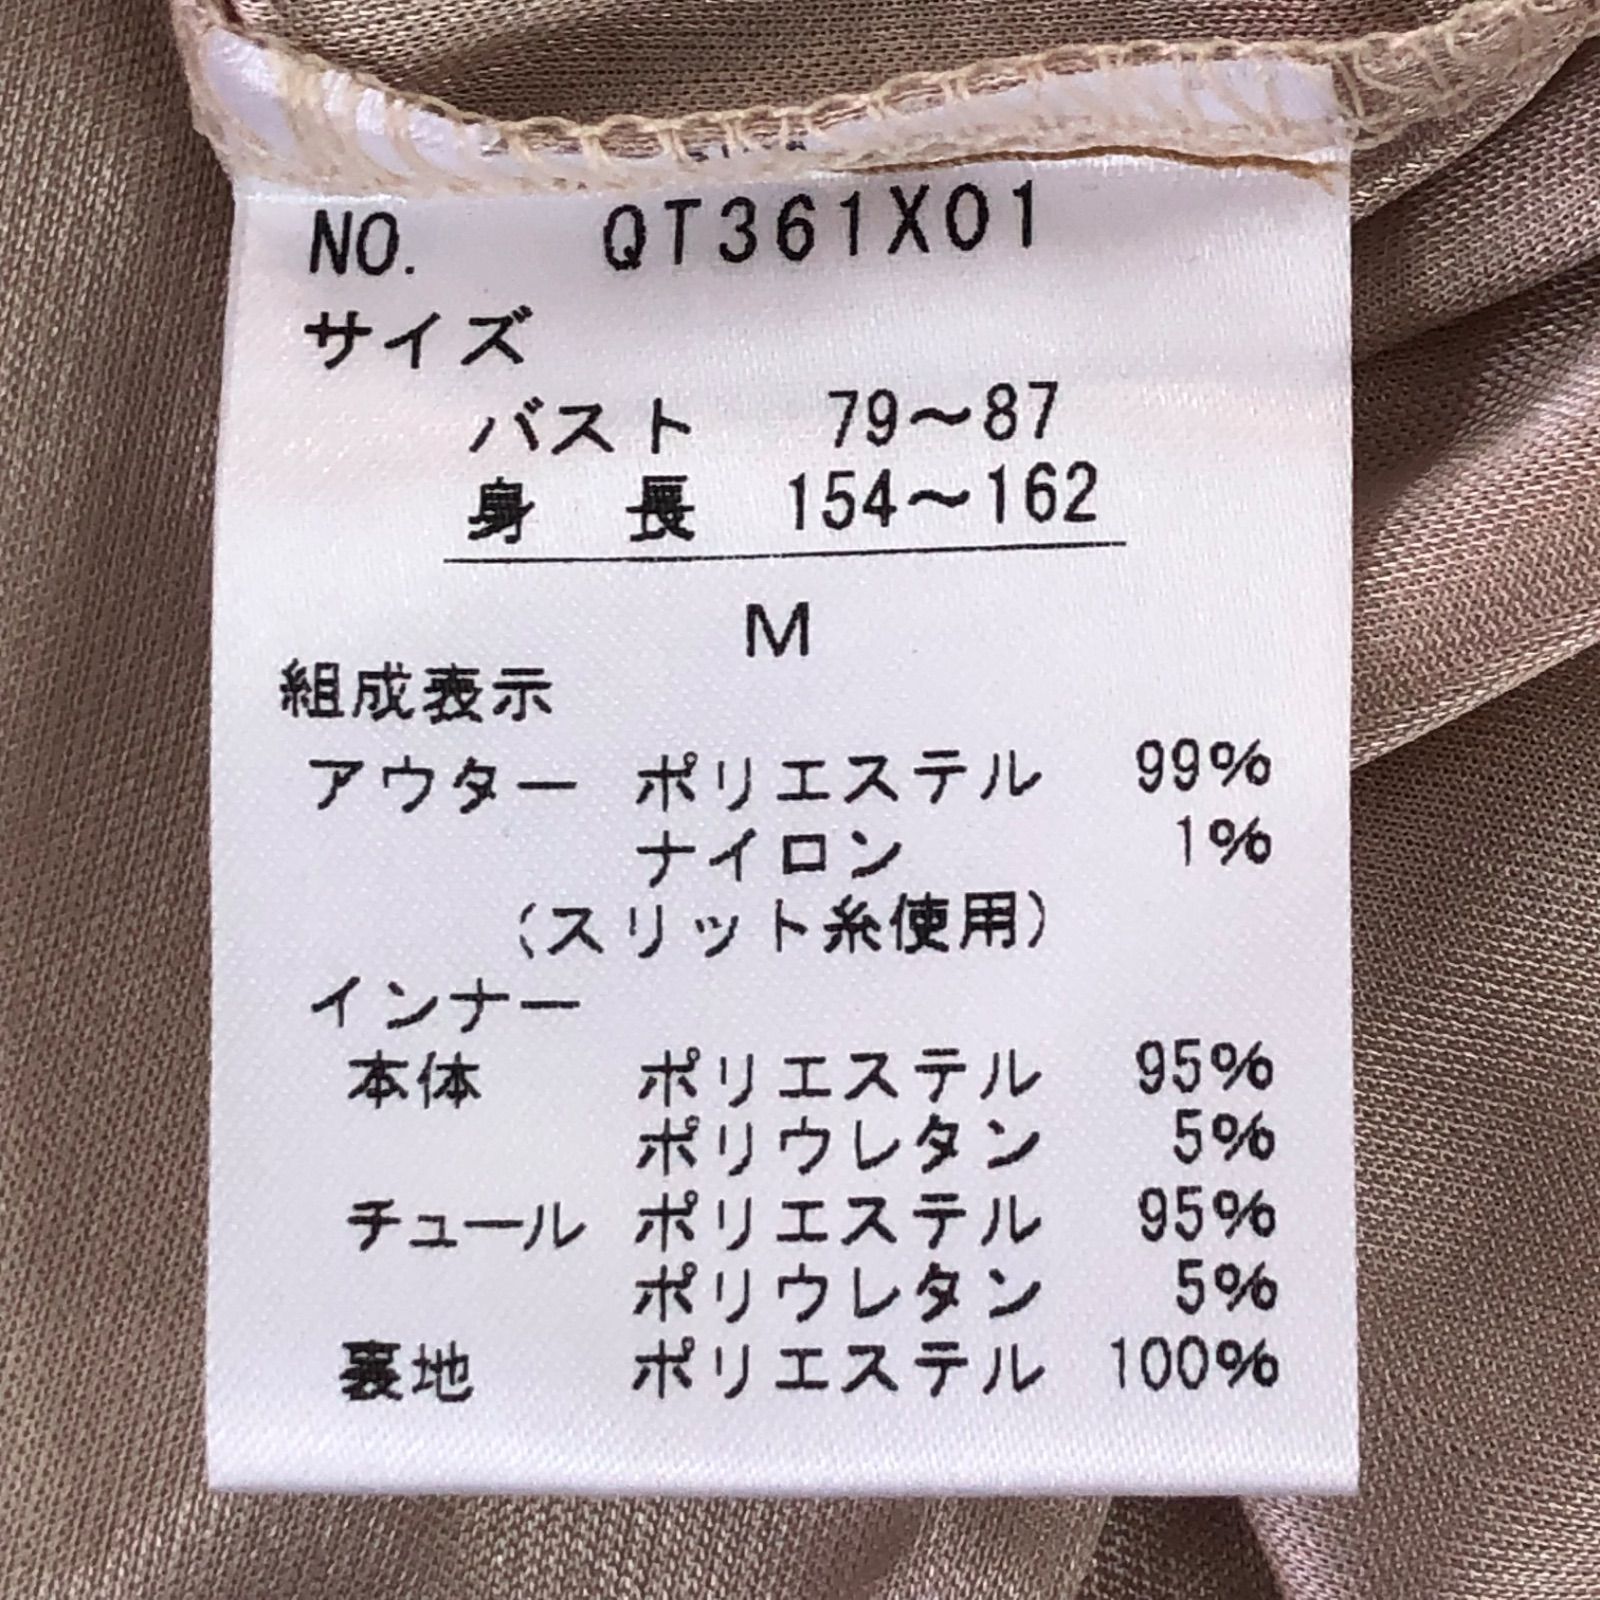 NO. QT361X01
サイズ
バスト 79～87
身長 154～162
M
組成表示
アウター ポリエステル 99%
ナイロン 1%
(スリット糸使用)
インナー
本体 ポリエステル 95%
ポリウレタン 5%
チュール ポリエステル 95%
ポリウレタン 5%
裏地 ポリエステル 100%